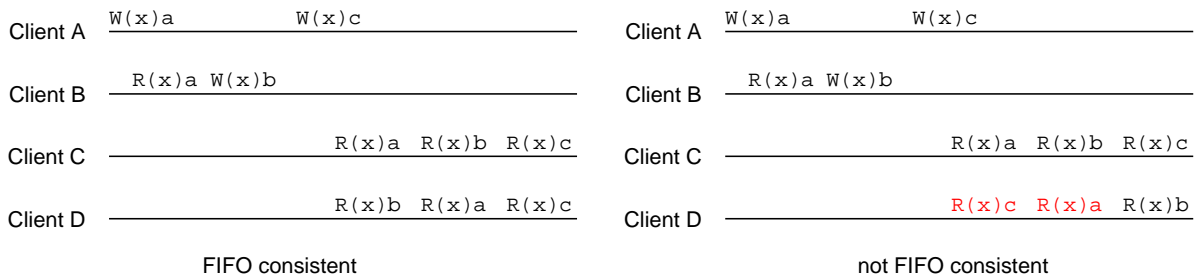 W(x)a W(x)c
Client A
R(x)a W(x)b
Client B
R(x)a R(x)b R(x)c
Client C
R(x)b R(x)a R(x)c
Client D
FIFO consistent
W(x)a W(x)c
Client A
R(x)a W(x)b
Client B
R(x)a R(x)b R(x)c
Client C
R(x)c R(x)a R(x)b
Client D
not FIFO consistent